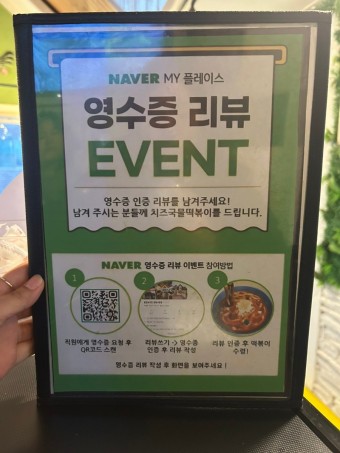 NAVER MY 플레이스
영수증 리뷰
EVENT
영수증 인증 리뷰를 남겨주세요!
남겨 주시는 분들께 치즈국물떡볶이를 드립니다.
NAVER 영수증 리뷰 이벤트 참여방법
1
2
3
직원에게 영수증 요청 후
QR코드 스캔
리뷰쓰기 → 영수증
인증 후 리뷰 작성
리뷰 인증 후 떡볶이
수령!
영수증 리뷰 작성 후 화면을 보여주세요!